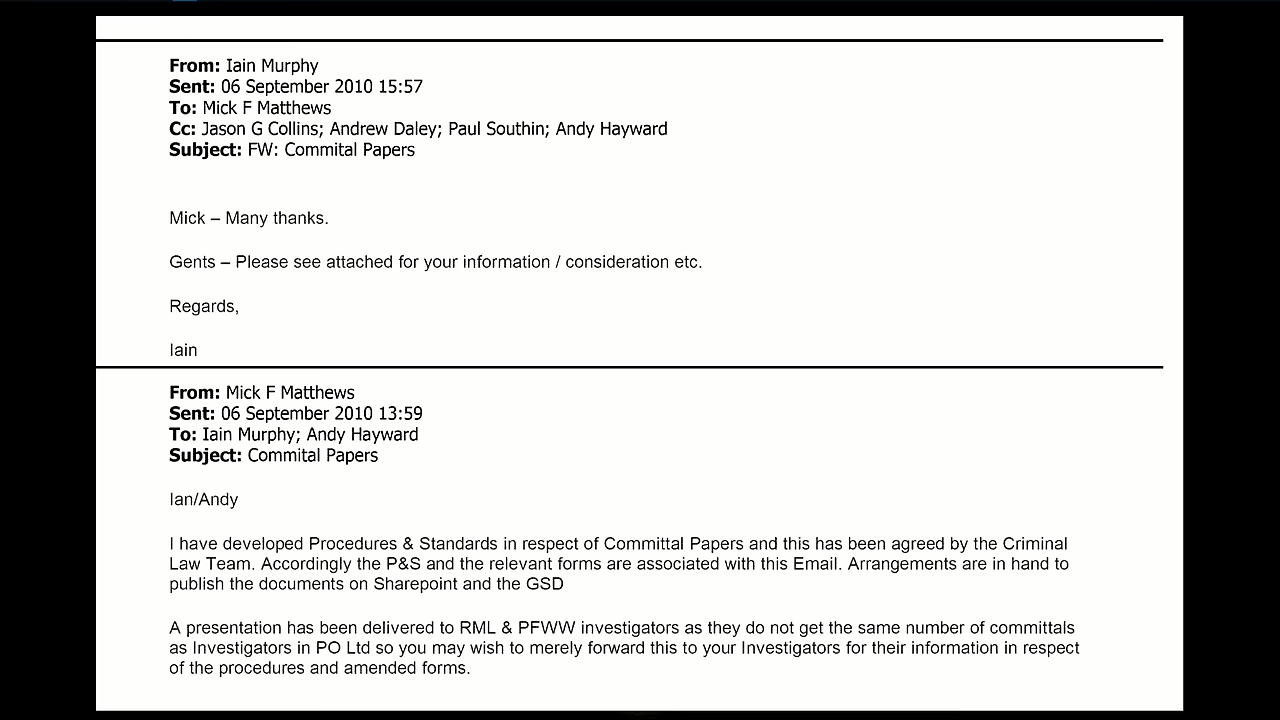 From: Iain Murphy
Sent: 06 September 2010 15:57
To: Mick F Matthews
Cc: Jason G Collins; Andrew Daley; Paul Southin; Andy Hayward
Subject: FW: Commital Papers
Mick – Many thanks.
Gents – Please see attached for your information / consideration etc.
Regards,
Iain
From: Mick F Matthews
Sent: 06 September 2010 13:59
To: Iain Murphy; Andy Hayward
Subject: Commital Papers
Ian/Andy
I have developed Procedures & Standards in respect of Committal Papers and this has been agreed by the Criminal
Law Team. Accordingly the P&S and the relevant forms are associated with this Email. Arrangements are in hand to
publish the documents on Sharepoint and the GSD
A presentation has been delivered to RML & PFWW investigators as they do not get the same number of committals
as Investigators in PO Ltd so you may wish to merely forward this to your Investigators for their information in respect
of the procedures and amended forms.